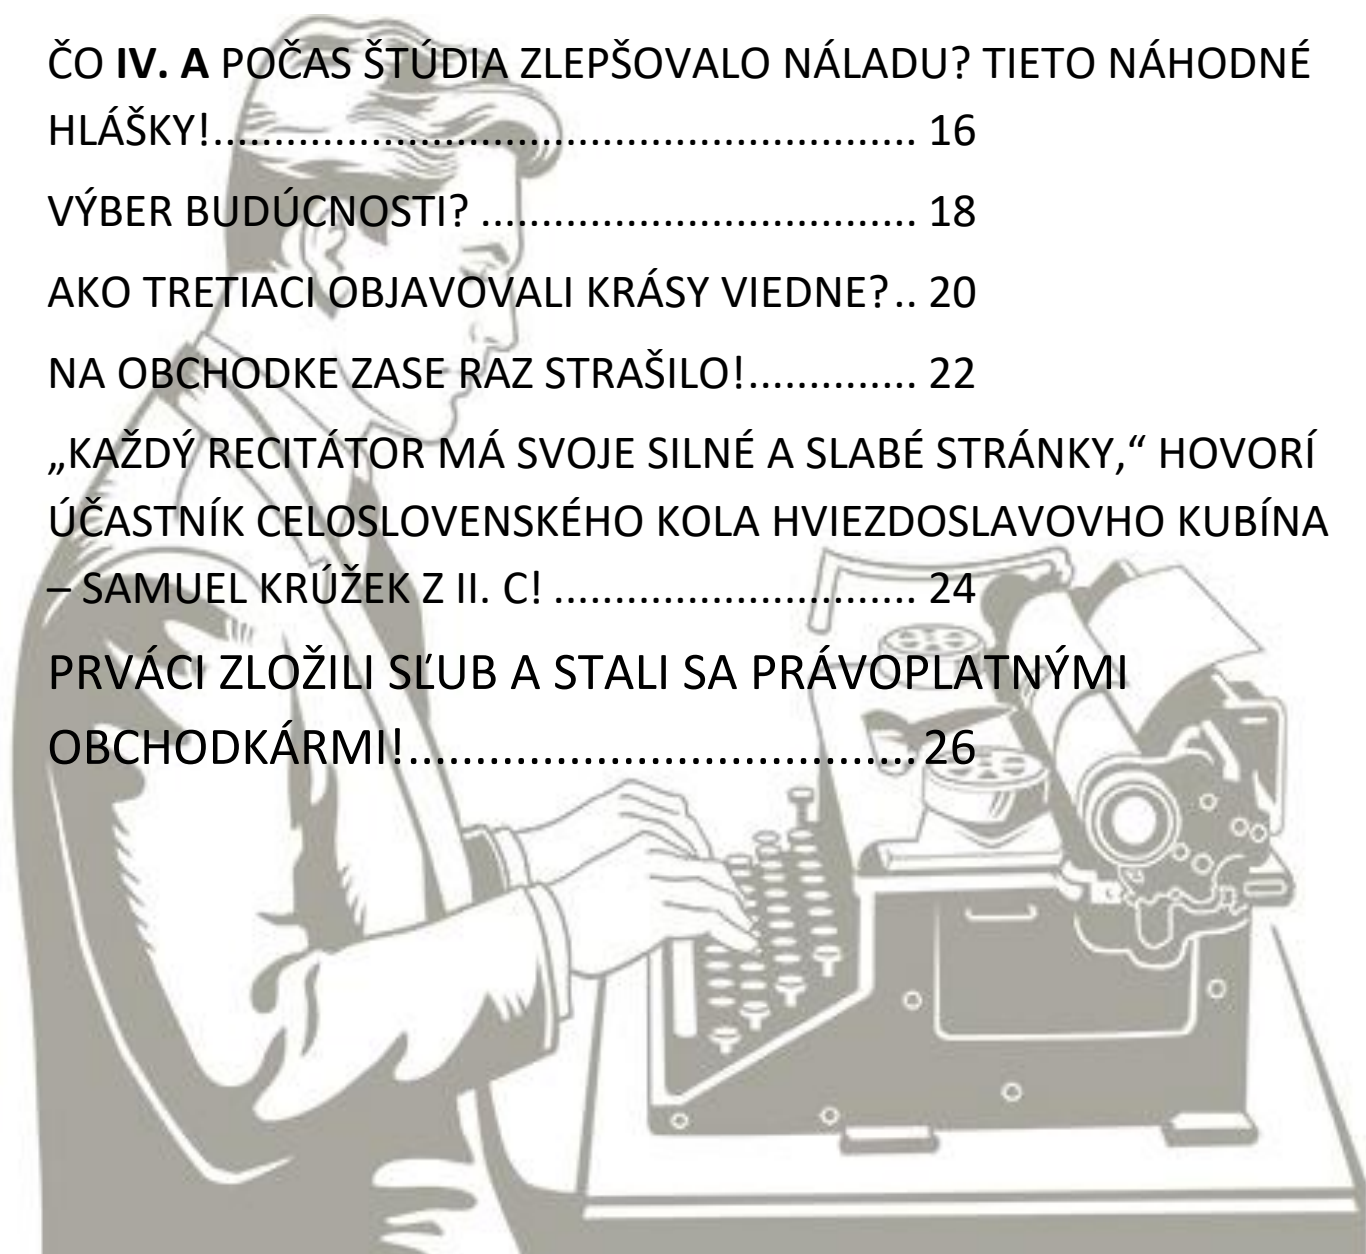 ČO IV. A POČAS ŠTÚDIA ZLEPŠOVALO NÁLADU? TIETO NÁHODNÉ
HLÁŠKY!.......................................................... 16
VÝBER BUDÚCNOSTI? .................................... 18
AKO TRETIACI OBJAVOVALI KRÁSY VIEDNE?.. 20
NA OBCHODKE ZASE RAZ STRAŠILO!.............. 22
„KAŽDÝ RECITÁTOR MÁ SVOJE SILNÉ A SLABÉ STRÁNKY,“ HOVORÍ
ÚČASTNÍK CELOSLOVENSKÉHO KOLA HVIEZDOSLAVOVHO KUBÍNA
– SAMUEL KRÚŽEK Z II. C! .............................. 24
PRVÁCI ZLOŽILI SĽUB A STALI SA PRÁVOPLATNÝMI
OBCHODKÁRMI!...................................... 26